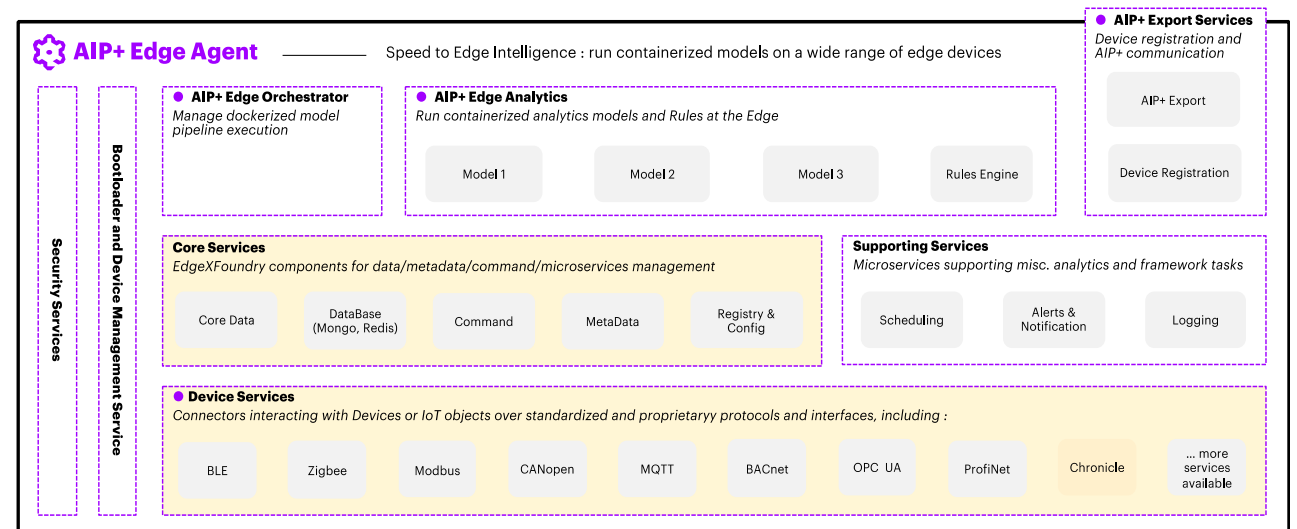 AIP+ Edge Agent
Speed to Edge Intelligence : run containerized models on a wide range of edge devices
AIP+ Export Services
Device registration and
AIP+ communication
AIP+ Export
Device Registration
Security Services
Bootloader and Device Management Service
AIP+ Edge Orchestrator
Manage dockerized model
pipeline execution
AIP+ Edge Analytics
Run containerized analytics models and Rules at the Edge
Model 1
Model 2
Model 3
Rules Engine
Core Services
EdgeXFoundry components for data/metadata/command/microservices management
Core Data
DataBase
(Mongo, Redis)
Command
MetaData
Registry &
Config
Supporting Services
Microservices supporting misc. analytics and framework tasks
Scheduling
Alerts &
Notification
Logging
Device Services
Connectors interacting with Devices or IoT objects over standardized and proprietaryy protocols and interfaces, including :
BLE
Zigbee
Modbus
CANopen
MQTT
BACnet
OPC UA
ProfiNet
Chronicle
... more
services
available